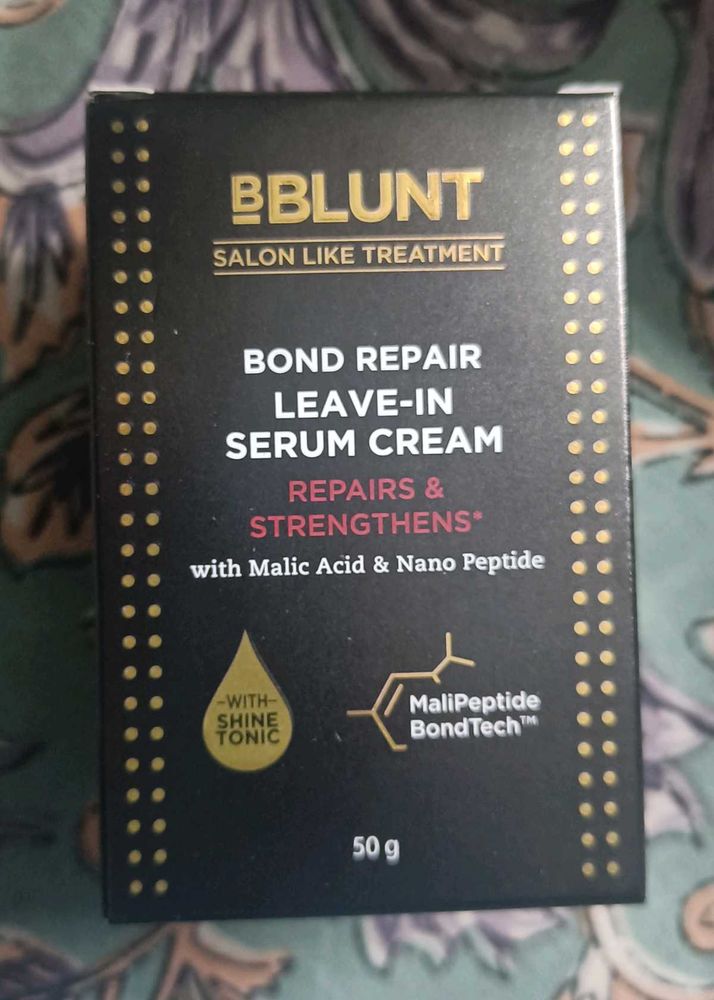 BBLUNT
SALON LIKE TREATMENT
BOND REPAIR
LEAVE-IN
SERUM CREAM
REPAIRS &
STRENGTHENS*
with Malic Acid & Nano Peptide
-WITH-
SHINE
TONIC
MaliPeptide
BondTech™
50 g